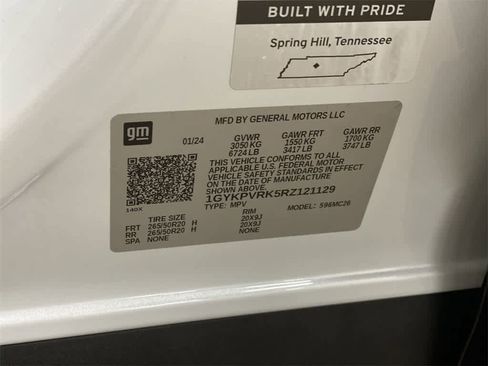 BUILT WITH PRIDE
Spring Hill, Tennessee
MFD BY GENERAL MOTORS LLC
gm
01/24
GVWR GAWR FRT GAWR RR
3050 KG 1550 KG 1700 KG
6724 LB 3417 LB 3747 LB
THIS VEHICLE CONFORMS TO ALL
APPLICABLE U.S. FEDERAL MOTOR
VEHICLE SAFETY STANDARDS IN EFFECT
ON THE DATE OF MANUFACTURE
SHOWN ABOVE.
1GYKPVRK5RZ121129
TYPE: MPV MODEL: 596MC26
140X
TIRE SIZE RIM
FRT 265/50R20 H 20X9J
RR 265/50R20 H 20X9J
SPA NONE NONE